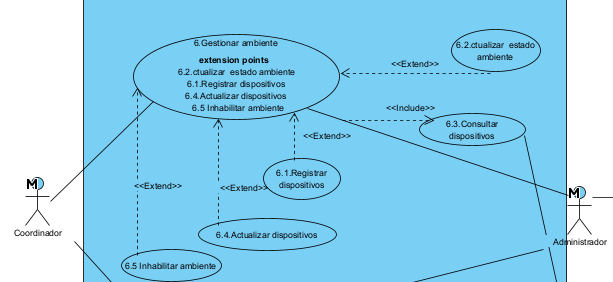 6.Gestionar ambiente
extension points
6.2.ctualizar estado ambiente
6.1.Registrar dispositivos
6.4.Actualizar dispositivos
6.5 Inhabilitar ambiente
6.2.ctualizar estado
ambiente
<<Extend>>
<<Include>>
6.3.Consultar
dispositivos
<<Extend>>
6.1.Registrar
dispositivos
<<Extend>>
<<Extend>>
M
Coordinador
M
Administrador
6.4.Actualizar dispositivos
6.5 Inhabilitar ambiente